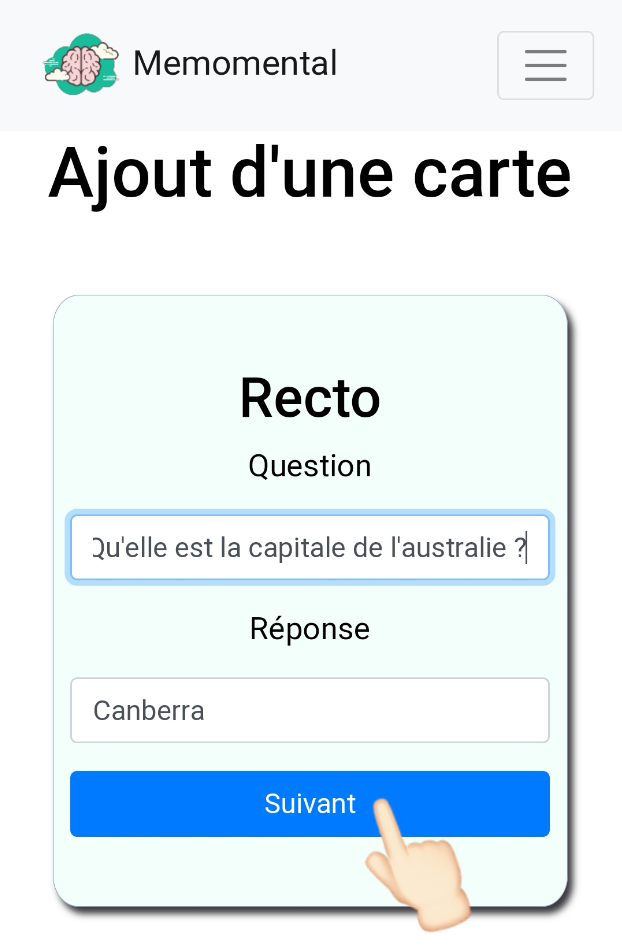 Memomental
Ajout d'une carte
Recto
Question
Qu'elle est la capitale de l'australie ?
Réponse
Canberra
Suivant